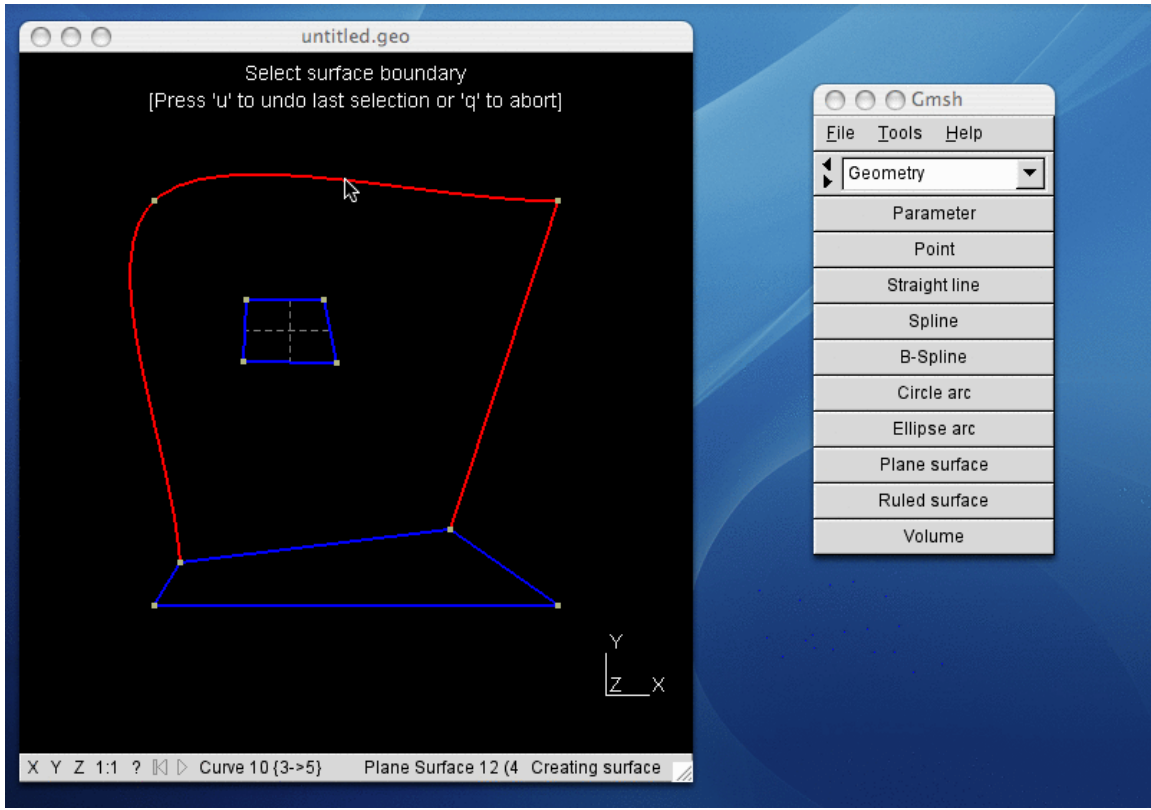 untitled.geo
Select surface boundary
[Press 'u' to undo last selection or 'q' to abort]
Y
Z X
X Y Z 1:1 ? Curve 10 {3->5} Plane Surface 12 (4 Creating surface
Gmsh
File Tools Help
Geometry
Parameter
Point
Straight line
Spline
B-Spline
Circle arc
Ellipse arc
Plane surface
Ruled surface
Volume